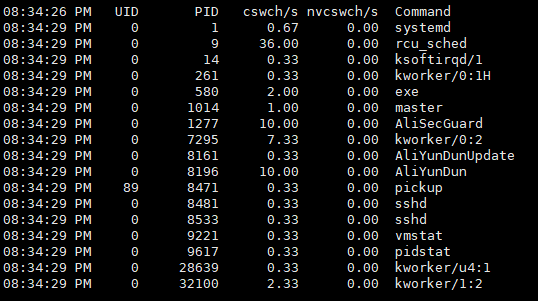 08:34:26 PM   UID       PID   cswch/s nvcswch/s  Command
08:34:29 PM     0         1      0.67      0.00  systemd
08:34:29 PM     0         9     36.00      0.00  rcu_sched
08:34:29 PM     0        14      0.33      0.00  ksoftirqd/1
08:34:29 PM     0       261      0.33      0.00  kworker/0:1H
08:34:29 PM     0       580      2.00      0.00  exe
08:34:29 PM     0      1014      1.00      0.00  master
08:34:29 PM     0      1277     10.00      0.00  AliSecGuard
08:34:29 PM     0      7295      7.33      0.00  kworker/0:2
08:34:29 PM     0      8161      0.33      0.00  AliYunDunUpdate
08:34:29 PM     0      8196     10.00      0.00  AliYunDun
08:34:29 PM    89      8471      0.33      0.00  pickup
08:34:29 PM     0      8481      0.33      0.00  sshd
08:34:29 PM     0      8533      0.33      0.00  sshd
08:34:29 PM     0      9221      0.33      0.00  vmstat
08:34:29 PM     0      9617      0.33      0.00  pidstat
08:34:29 PM     0     28639      0.33      0.00  kworker/u4:1
08:34:29 PM     0     32100      2.33      0.00  kworker/1:2